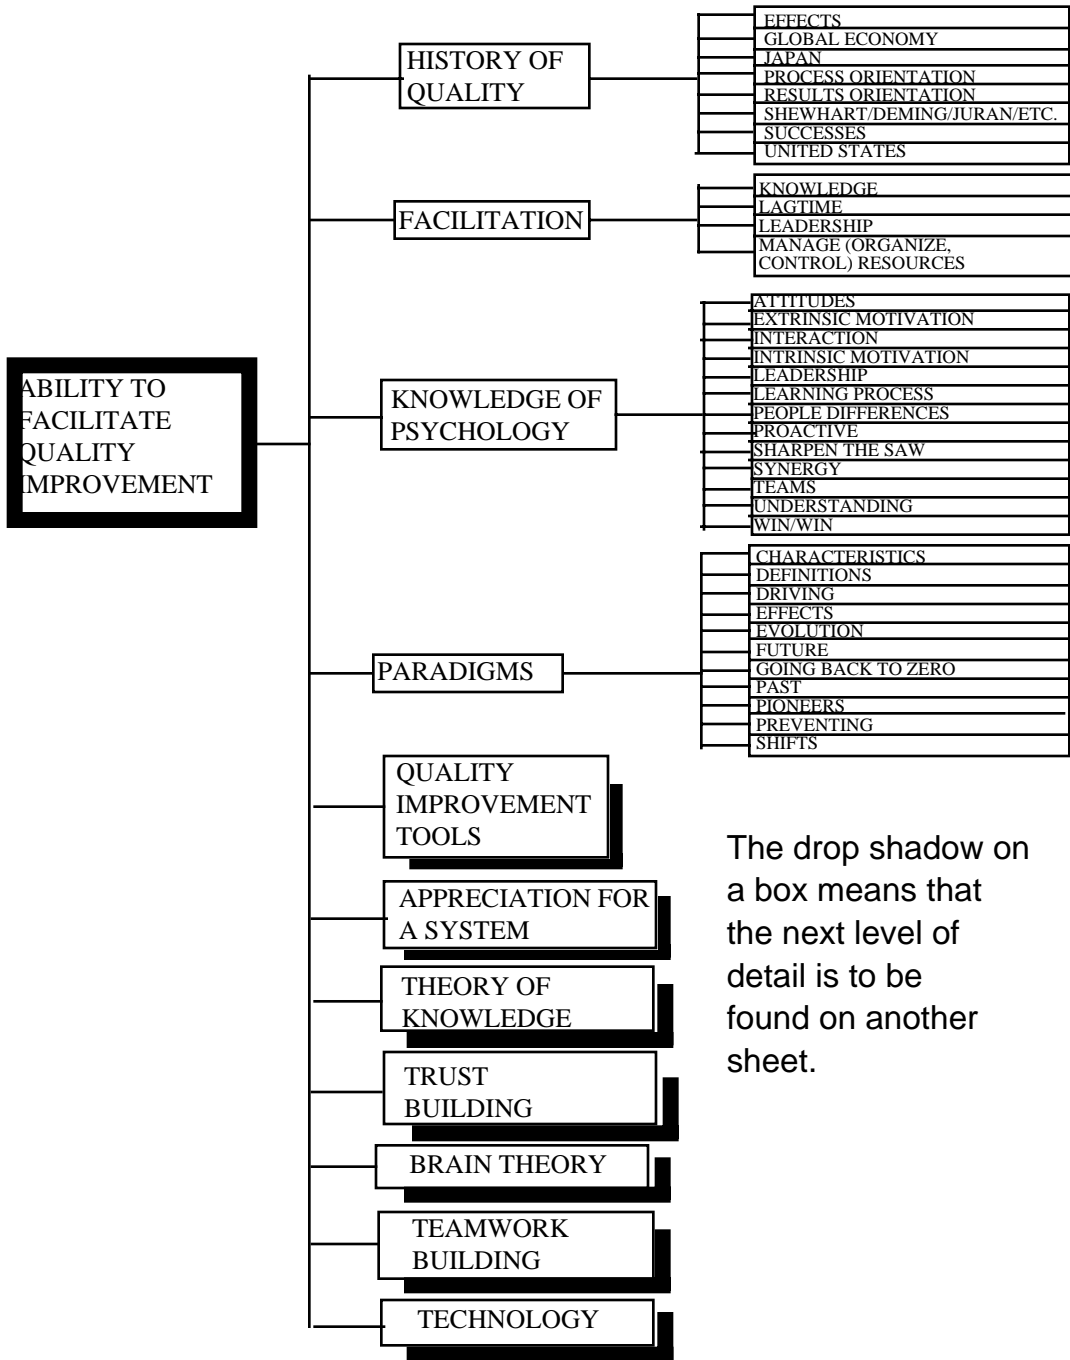 ABILITY TO
FACILITATE
QUALITY
IMPROVEMENT
HISTORY OF
QUALITY
EFFECTS
GLOBAL ECONOMY
JAPAN
PROCESS ORIENTATION
RESULTS ORIENTATION
SHEWHART/DEMING/JURAN/ETC.
SUCCESSES
UNITED STATES
FACILITATION
KNOWLEDGE
LAGTIME
LEADERSHIP
MANAGE (ORGANIZE,
CONTROL) RESOURCES
KNOWLEDGE OF
PSYCHOLOGY
ATTITUDES
EXTRINSIC MOTIVATION
INTERACTION
INTRINSIC MOTIVATION
LEADERSHIP
LEARNING PROCESS
PEOPLE DIFFERENCES
PROACTIVE
SHARPEN THE SAW
SYNERGY
TEAMS
UNDERSTANDING
WIN/WIN
PARADIGMS
CHARACTERISTICS
DEFINITIONS
DRIVING
EFFECTS
EVOLUTION
FUTURE
GOING BACK TO ZERO
PAST
PIONEERS
PREVENTING
SHIFTS
QUALITY
IMPROVEMENT
TOOLS
APPRECIATION FOR
A SYSTEM
THEORY OF
KNOWLEDGE
TRUST
BUILDING
BRAIN THEORY
TEAMWORK
BUILDING
TECHNOLOGY
The drop shadow on
a box means that
the next level of
detail is to be
found on another
sheet.